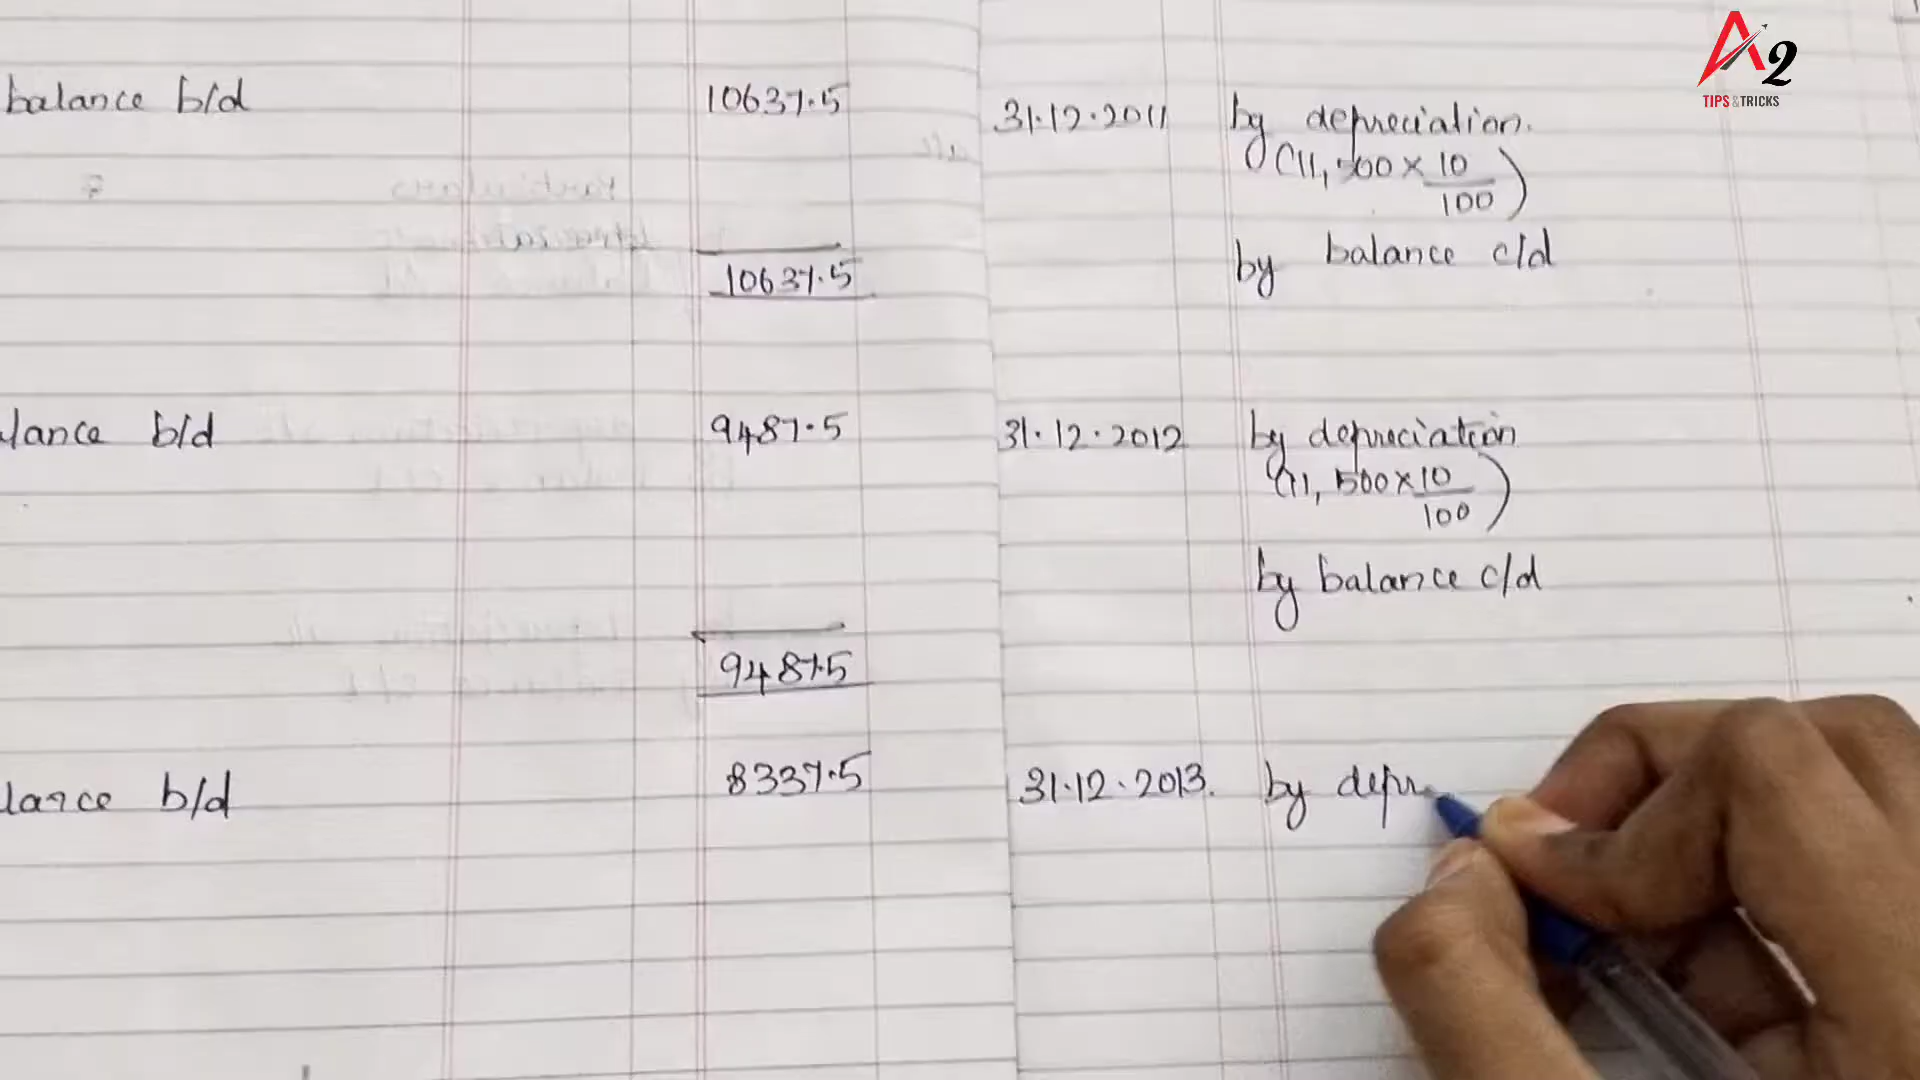 A2
TIPS & TRICKS
balance b/d 10637.5 31.12.2011 by depreciation.
(11,500 × 10
100 )
by balance c/d
10637.5
lance b/d 9487.5 31.12.2012 by depreciation
(11,500 × 10
100 )
by balance c/d
9487.5
lance b/d 8337.5 31.12.2013. by depr